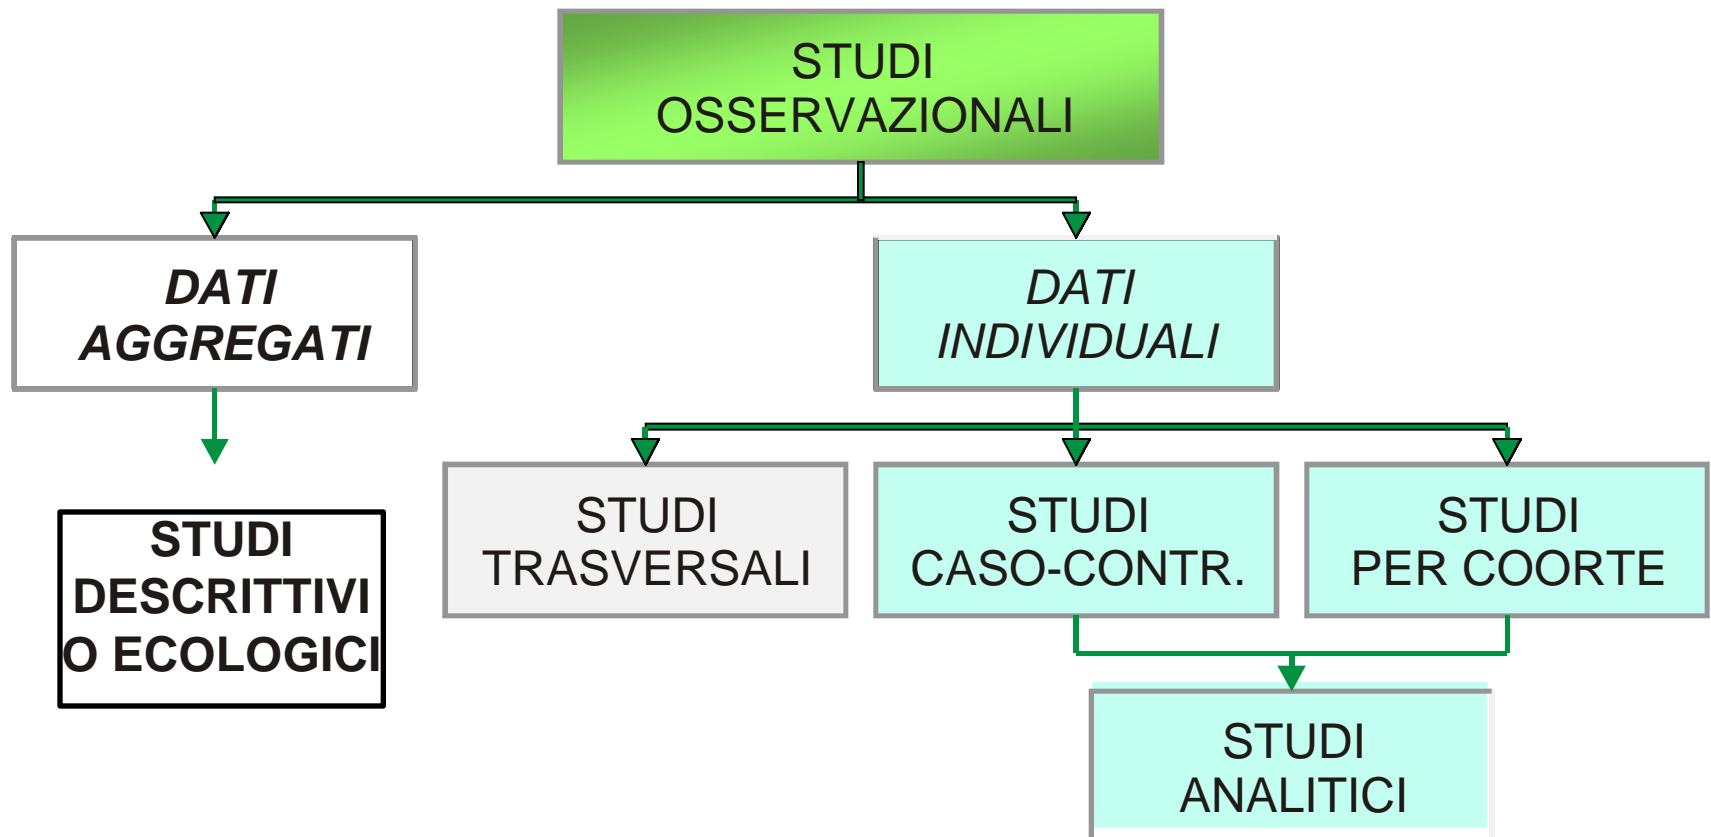 STUDI
OSSERVAZIONALI
DATI
AGGREGATI
DATI
INDIVIDUALI
STUDI
DESCRITTIVI
O ECOLOGICI
STUDI
TRASVERSALI
STUDI
CASO-CONTR.
STUDI
PER COORTE
STUDI
ANALITICI